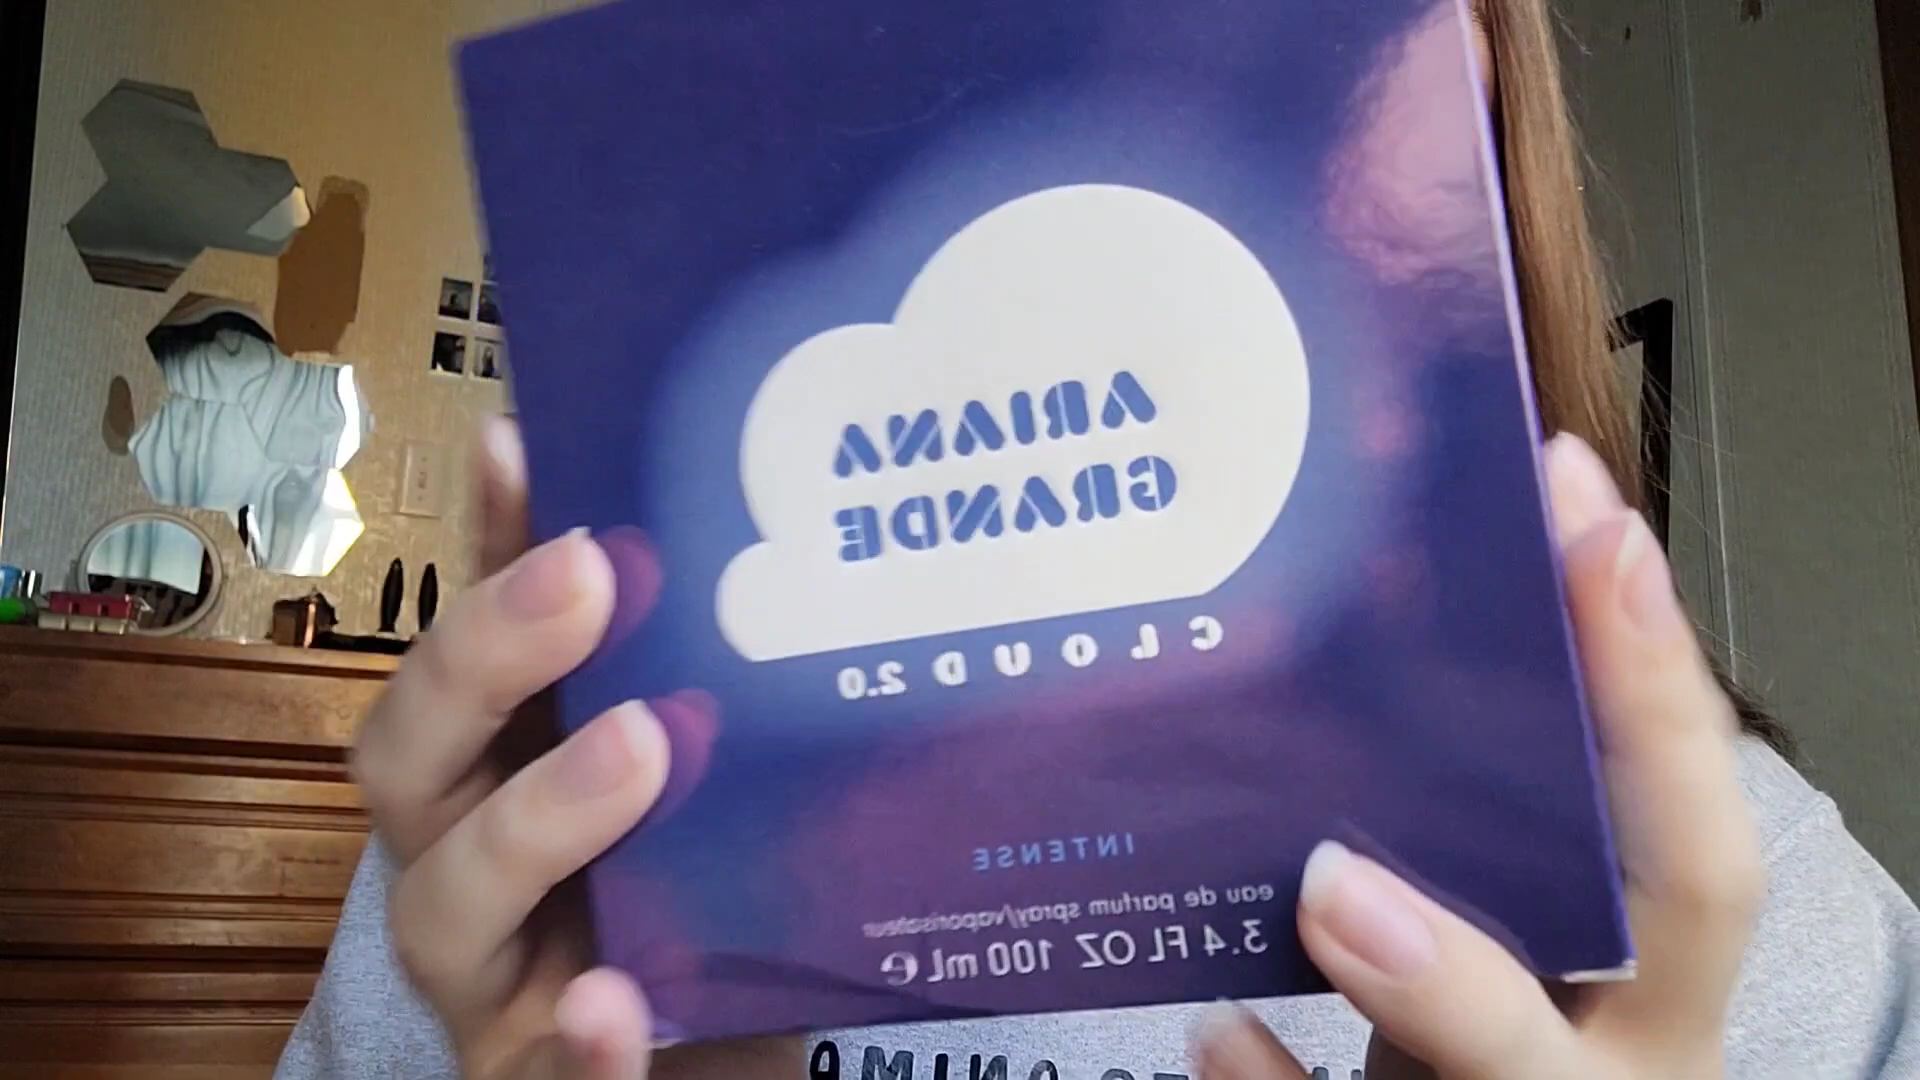 ARIANA
GRANDE
CLOUD 2.0
INTENSE
eau de parfum spray/vaporisateur
3.4 FL OZ 100 mL e